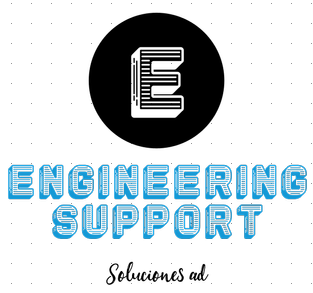 E
ENGINEERING
SUPPORT
Soluciones ad